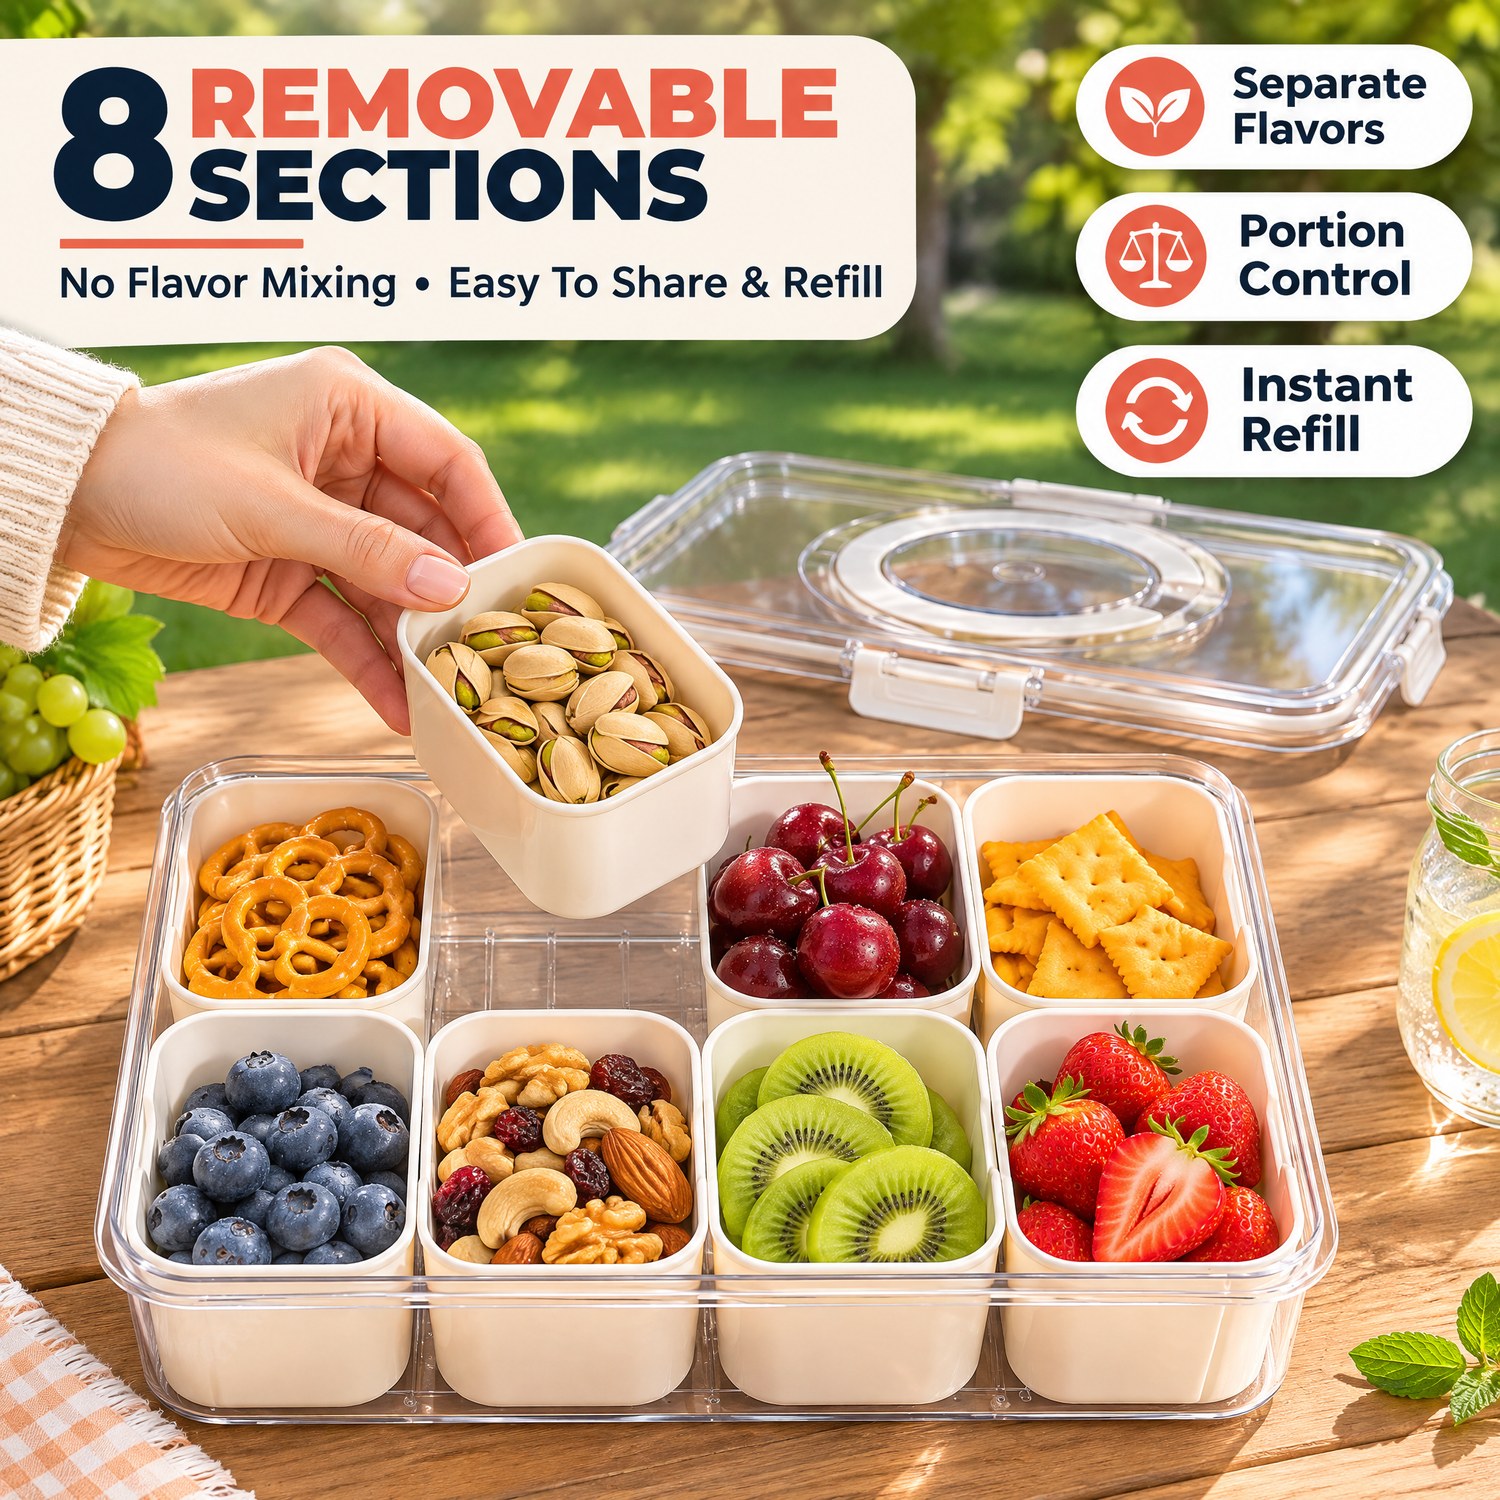 8 REMOVABLE
SECTIONS
No Flavor Mixing • Easy To Share & Refill
Separate
Flavors
Portion
Control
Instant
Refill